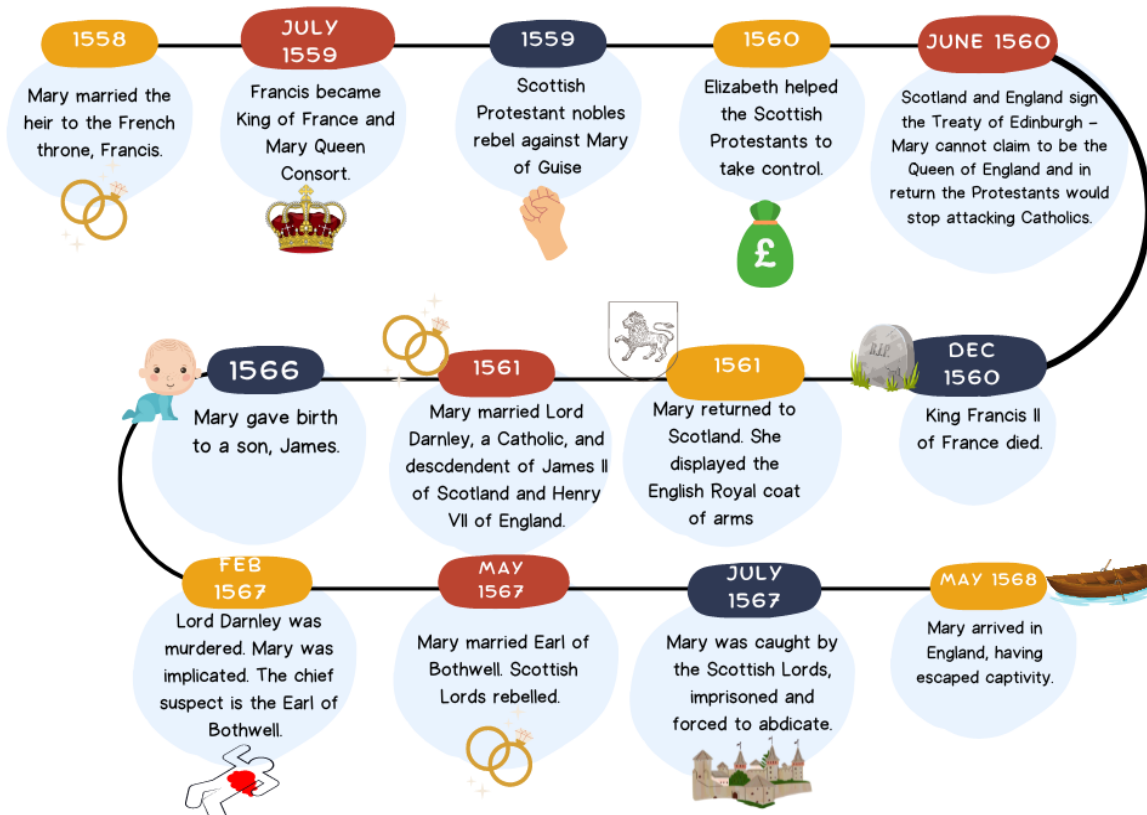 1558
Mary married the
heir to the French
throne, Francis.
JULY
1559
Francis became
King of France and
Mary Queen
Consort.
1559
Scottish
Protestant nobles
rebel against Mary
of Guise
1560
Elizabeth helped
the Scottish
Protestants to
take control.
£
JUNE 1560
Scotland and England sign
the Treaty of Edinburgh –
Mary cannot claim to be the
Queen of England and in
return the Protestants would
stop attacking Catholics.
R.I.P.
DEC
1560
King Francis II
of France died.
1561
Mary returned to
Scotland. She
displayed the
English Royal coat
of arms
1561
Mary married Lord
Darnley, a Catholic, and
descdendent of James II
of Scotland and Henry
VII of England.
1566
Mary gave birth
to a son, James.
FEB
1567
Lord Darnley was
murdered. Mary was
implicated. The chief
suspect is the Earl of
Bothwell.
MAY
1567
Mary married Earl of
Bothwell. Scottish
Lords rebelled.
JULY
1567
Mary was caught by
the Scottish Lords,
imprisoned and
forced to abdicate.
MAY 1568
Mary arrived in
England, having
escaped captivity.